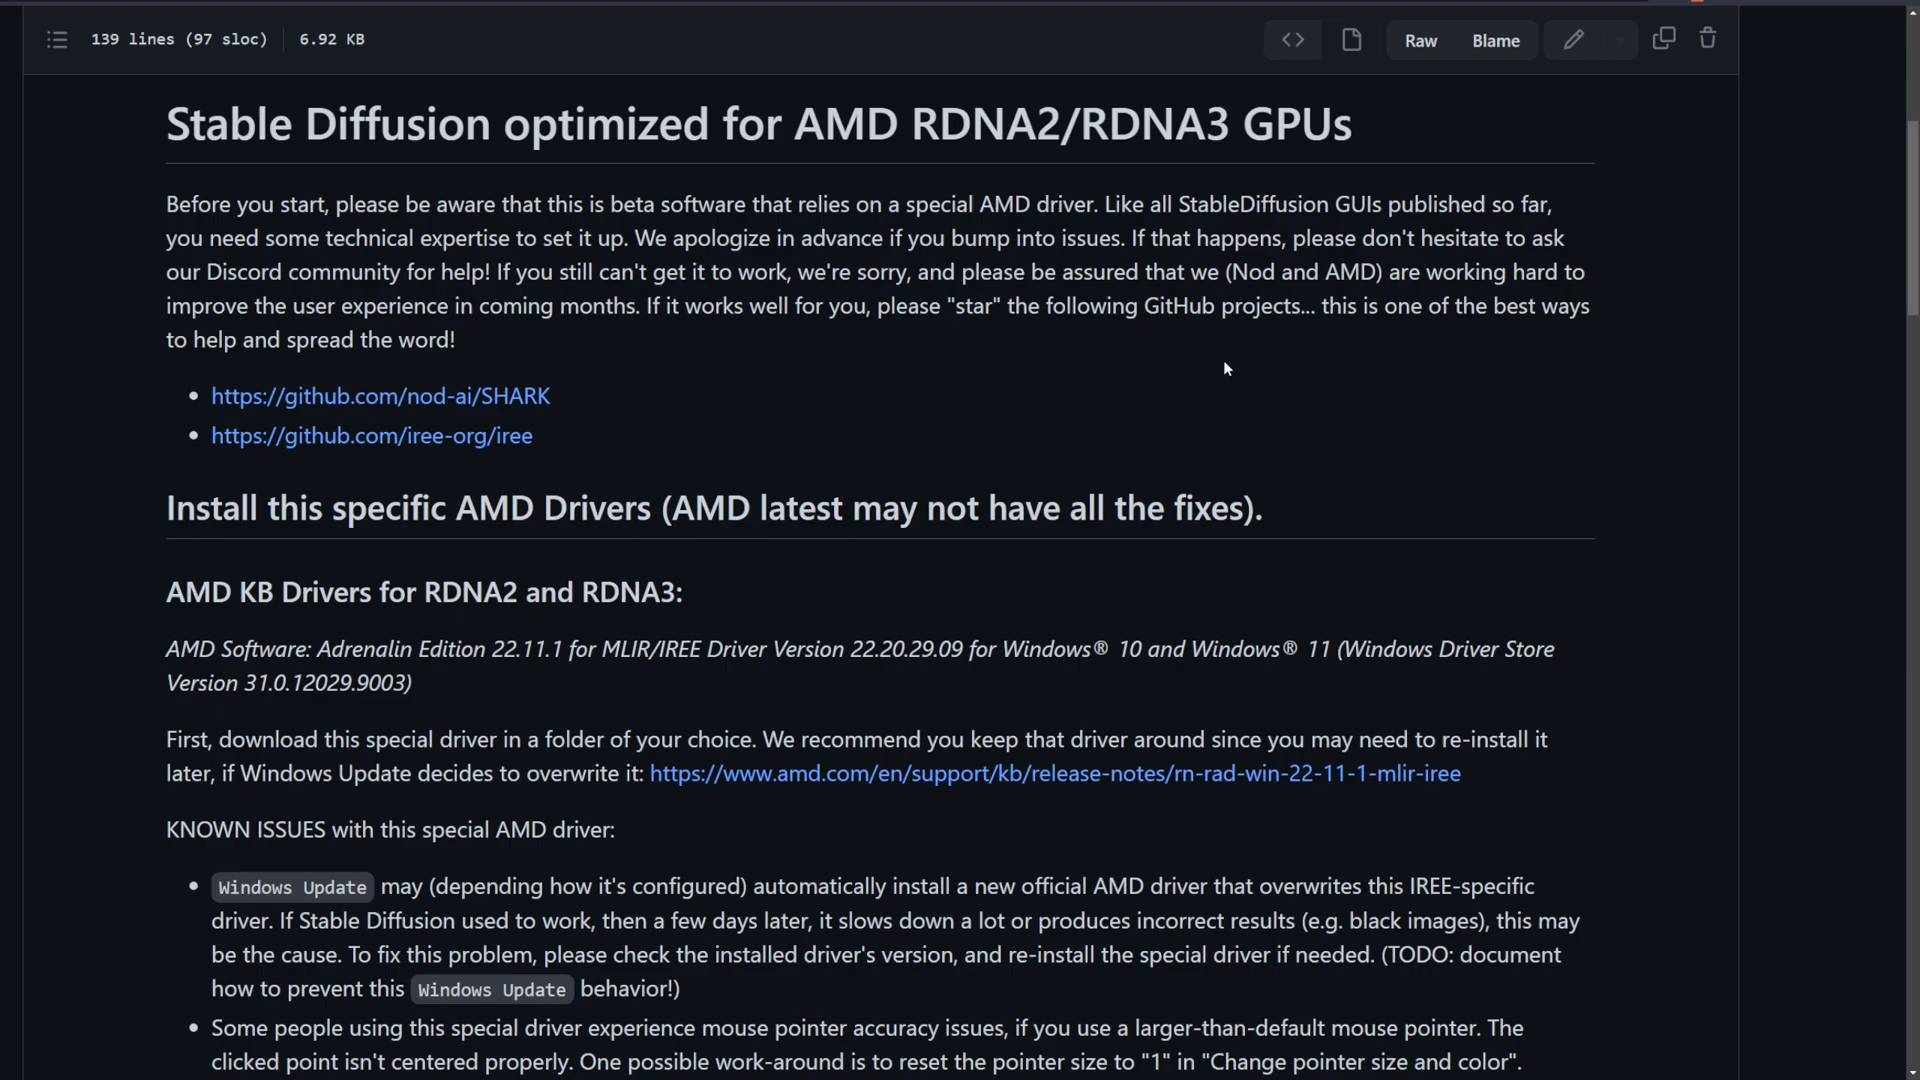 139 lines (97 sloc) 6.92 KB
<> Raw Blame
Stable Diffusion optimized for AMD RDNA2/RDNA3 GPUs
Before you start, please be aware that this is beta software that relies on a special AMD driver. Like all StableDiffusion GUIs published so far,
you need some technical expertise to set it up. We apologize in advance if you bump into issues. If that happens, please don't hesitate to ask
our Discord community for help! If you still can't get it to work, we're sorry, and please be assured that we (Nod and AMD) are working hard to
improve the user experience in coming months. If it works well for you, please "star" the following GitHub projects... this is one of the best ways
to help and spread the word!
• https://github.com/nod-ai/SHARK
• https://github.com/iree-org/iree
Install this specific AMD Drivers (AMD latest may not have all the fixes).
AMD KB Drivers for RDNA2 and RDNA3:
AMD Software: Adrenalin Edition 22.11.1 for MLIR/IREE Driver Version 22.20.29.09 for Windows® 10 and Windows® 11 (Windows Driver Store
Version 31.0.12029.9003)
First, download this special driver in a folder of your choice. We recommend you keep that driver around since you may need to re-install it
later, if Windows Update decides to overwrite it: https://www.amd.com/en/support/kb/release-notes/rn-rad-win-22-11-1-mlir-iree
KNOWN ISSUES with this special AMD driver:
• Windows Update may (depending how it's configured) automatically install a new official AMD driver that overwrites this IREE-specific
driver. If Stable Diffusion used to work, then a few days later, it slows down a lot or produces incorrect results (e.g. black images), this may
be the cause. To fix this problem, please check the installed driver's version, and re-install the special driver if needed. (TODO: document
how to prevent this Windows Update behavior!)
• Some people using this special driver experience mouse pointer accuracy issues, if you use a larger-than-default mouse pointer. The
clicked point isn't centered properly. One possible work-around is to reset the pointer size to "1" in "Change pointer size and color".